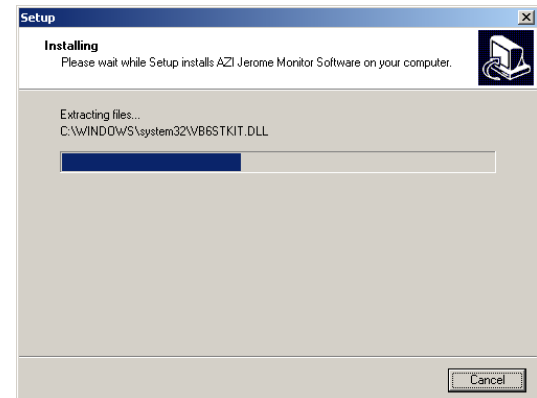 Setup
Installing
Please wait while Setup installs AZI Jerome Monitor Software on your computer.
Extracting files...
C:\WINDOWS\system32\VB6STKIT.DLL
Cancel